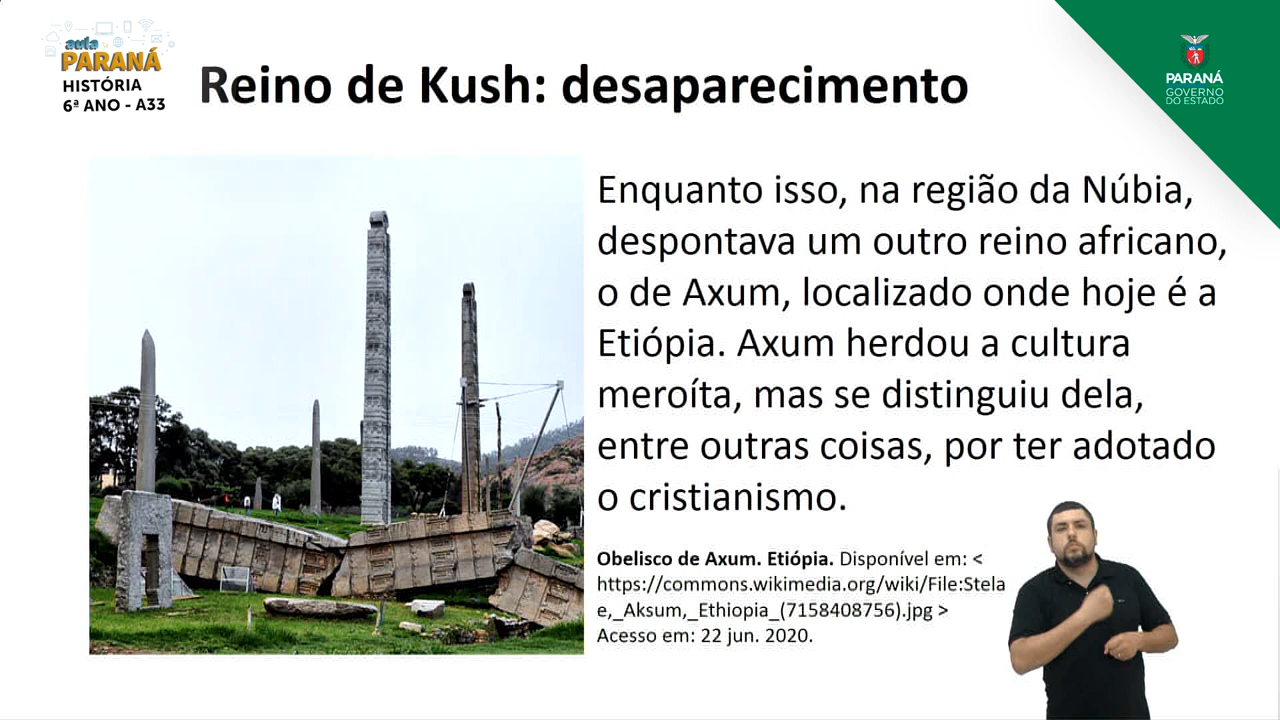 aula
PARANÁ
HISTÓRIA
6º ANO - A33
Reino de Kush: desaparecimento
PARANÁ
GOVERNO
DO ESTADO
Enquanto isso, na região da Núbia,
despontava um outro reino africano,
o de Axum, localizado onde hoje é a
Etiópia. Axum herdou a cultura
meroíta, mas se distinguiu dela,
entre outras coisas, por ter adotado
o cristianismo.
Obelisco de Axum. Etiópia. Disponível em: <
https://commons.wikimedia.org/wiki/File:Stela
e,_Aksum,_Ethiopia_(7158408756).jpg >
Acesso em: 22 jun. 2020.